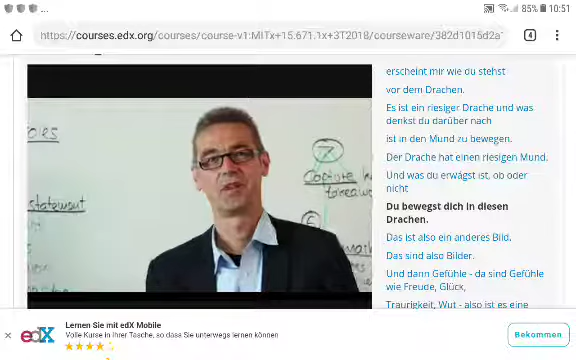 85% 10:51
https://courses.edx.org/courses/course-v1:MITx+15.671.1x+3T2018/courseware/382d1015d2a
4
erscheint mir wie du stehst
vor dem Drachen.
Es ist ein riesiger Drache und was
denkst du darüber nach
ist in den Mund zu bewegen.
Der Drache hat einen riesigen Mund.
Und was du erwägst ist, ob oder
nicht
Du bewegst dich in diesen
Drachen.
Das ist also ein anderes Bild.
Das sind also Bilder.
Und dann Gefühle - da sind Gefühle
wie Freude, Glück,
Traurigkeit, Wut - also ist es eine
ORS
statement
7
Capture
takeaw
6
mark
edX
Lernen Sie mit edX Mobile
Volle Kurse in Ihrer Tasche, so dass Sie unterwegs lernen können
Bekommen